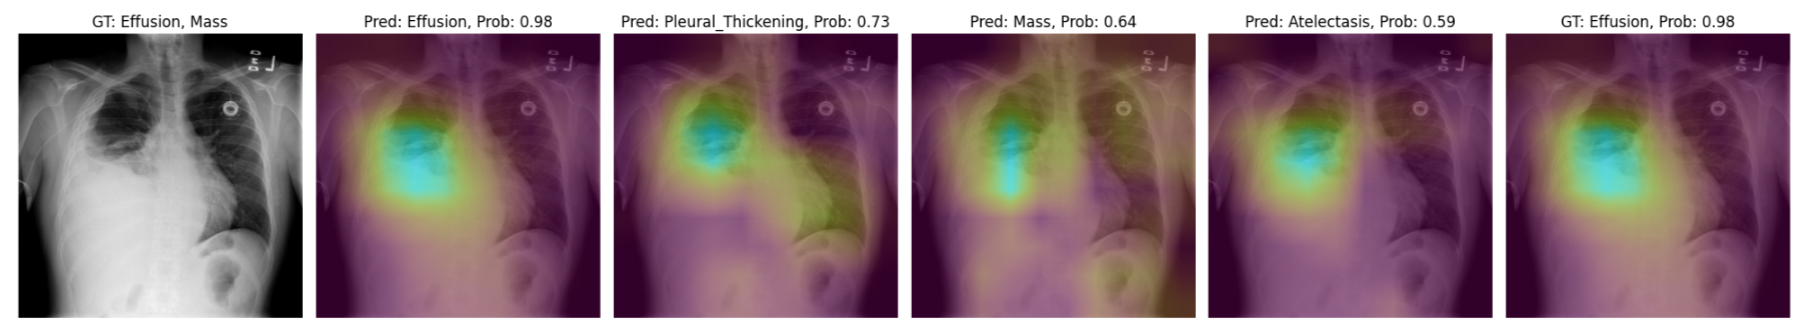 GT: Effusion, Mass
Pred: Effusion, Prob: 0.98
Pred: Pleural_Thickening, Prob: 0.73
Pred: Mass, Prob: 0.64
Pred: Atelectasis, Prob: 0.59
GT: Effusion, Prob: 0.98
L
L
L
L
L
L